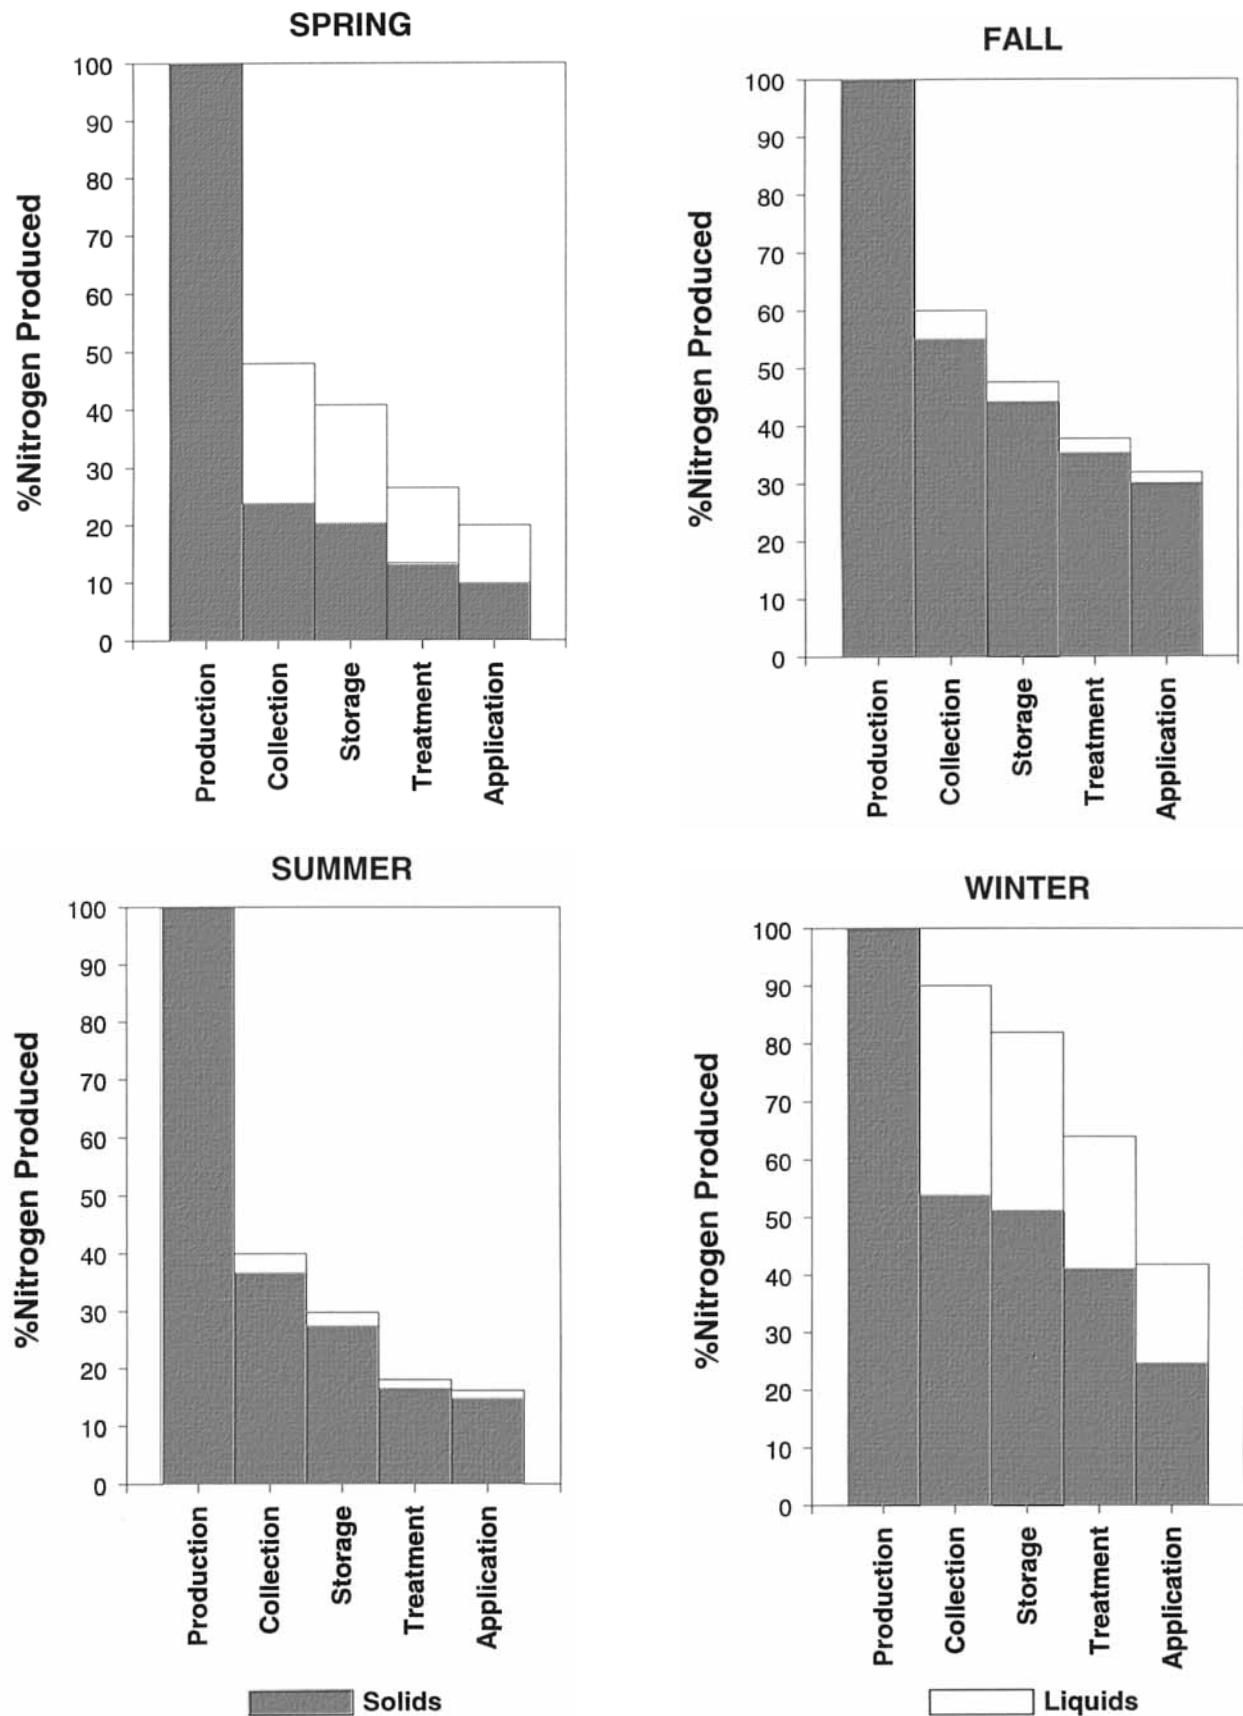 SPRING
%Nitrogen Produced
100
90
80
70
60
50
40
30
20
10
0
Production
Collection
Storage
Treatment
Application
FALL
%Nitrogen Produced
100
90
80
70
60
50
40
30
20
10
0
Production
Collection
Storage
Treatment
Application
SUMMER
%Nitrogen Produced
100
90
80
70
60
50
40
30
20
10
0
Production
Collection
Storage
Treatment
Application
WINTER
%Nitrogen Produced
100
90
80
70
60
50
40
30
20
10
0
Production
Collection
Storage
Treatment
Application
Solids
Liquids